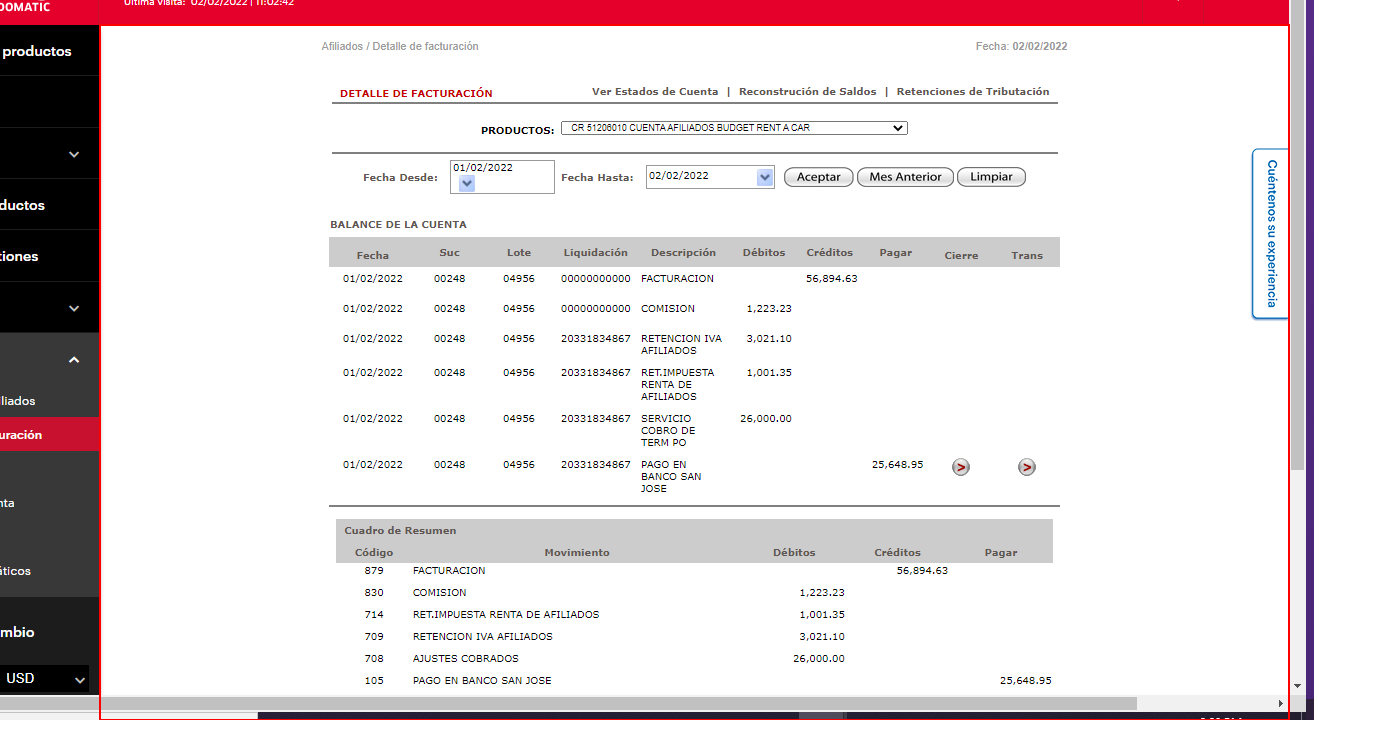 DOMATIC
Última visita: 02/02/2022 | 11:02:42
productos
Afiliados / Detalle de facturación
Fecha: 02/02/2022
DETALLE DE FACTURACIÓN
Ver Estados de Cuenta | Reconstrución de Saldos | Retenciones de Tributación
PRODUCTOS: CR 51206010 CUENTA AFILIADOS BUDGET RENT A CAR
Fecha Desde: 01/02/2022 Fecha Hasta: 02/02/2022 Aceptar Mes Anterior Limpiar
Cuéntenos su experiencia
ductos
BALANCE DE LA CUENTA
tiones
Fecha Suc Lote Liquidación Descripción Débitos Créditos Pagar Cierre Trans
01/02/2022 00248 04956 00000000000 FACTURACION 56,894.63
01/02/2022 00248 04956 00000000000 COMISION 1,223.23
01/02/2022 00248 04956 20331834867 RETENCION IVA 3,021.10
AFILIADOS
01/02/2022 00248 04956 20331834867 RET.IMPUESTA 1,001.35
RENTA DE
AFILIADOS
liados
01/02/2022 00248 04956 20331834867 SERVICIO 26,000.00
COBRO DE
TERM PO
uración
01/02/2022 00248 04956 20331834867 PAGO EN 25,648.95
BANCO SAN
JOSE
nta
Cuadro de Resumen
Código Movimiento Débitos Créditos Pagar
879 FACTURACION 56,894.63
áticos
830 COMISION 1,223.23
714 RET.IMPUESTA RENTA DE AFILIADOS 1,001.35
mbio
709 RETENCION IVA AFILIADOS 3,021.10
708 AJUSTES COBRADOS 26,000.00
USD
105 PAGO EN BANCO SAN JOSE 25,648.95